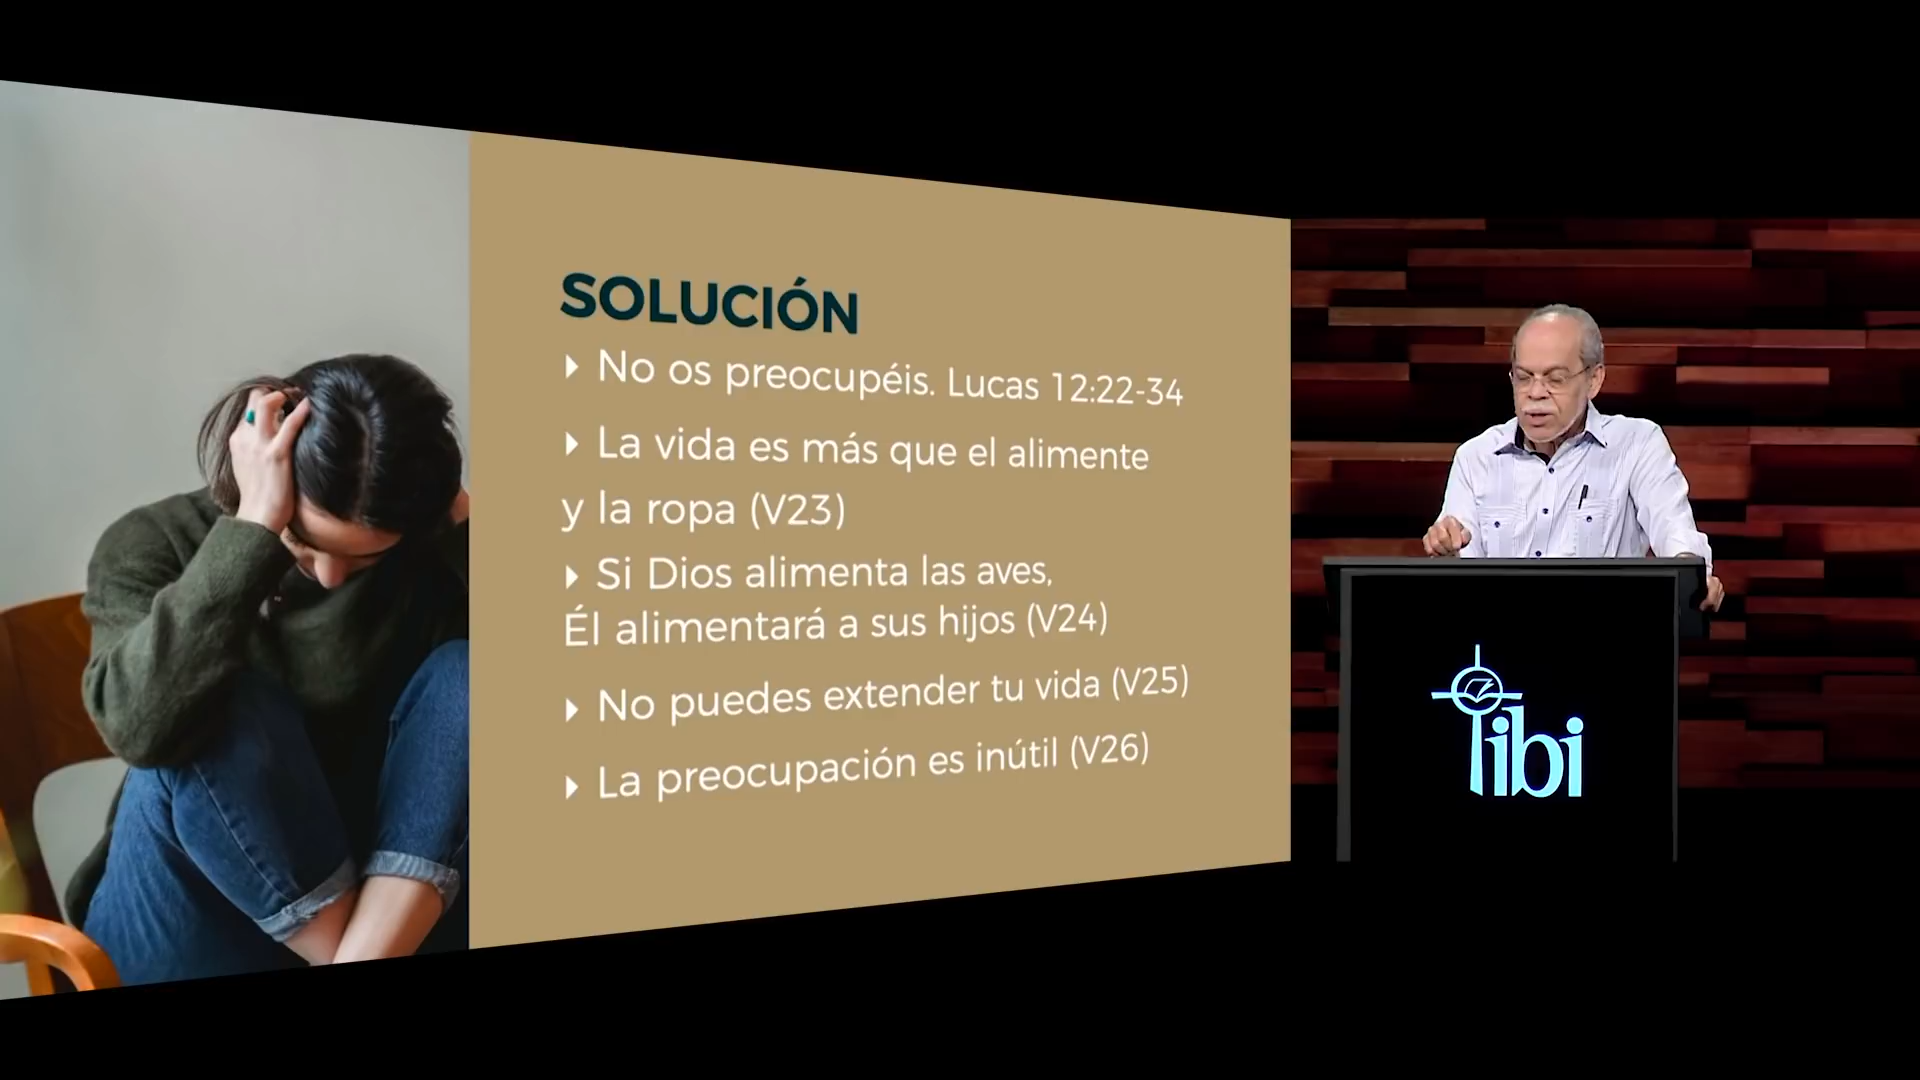 SOLUCIÓN
No os preocupéis. Lucas 12:22-34
La vida es más que el alimente
y la ropa (V23)
Si Dios alimenta las aves,
Él alimentará a sus hijos (V24)
No puedes extender tu vida (V25)
La preocupación es inútil (V26)
ibi